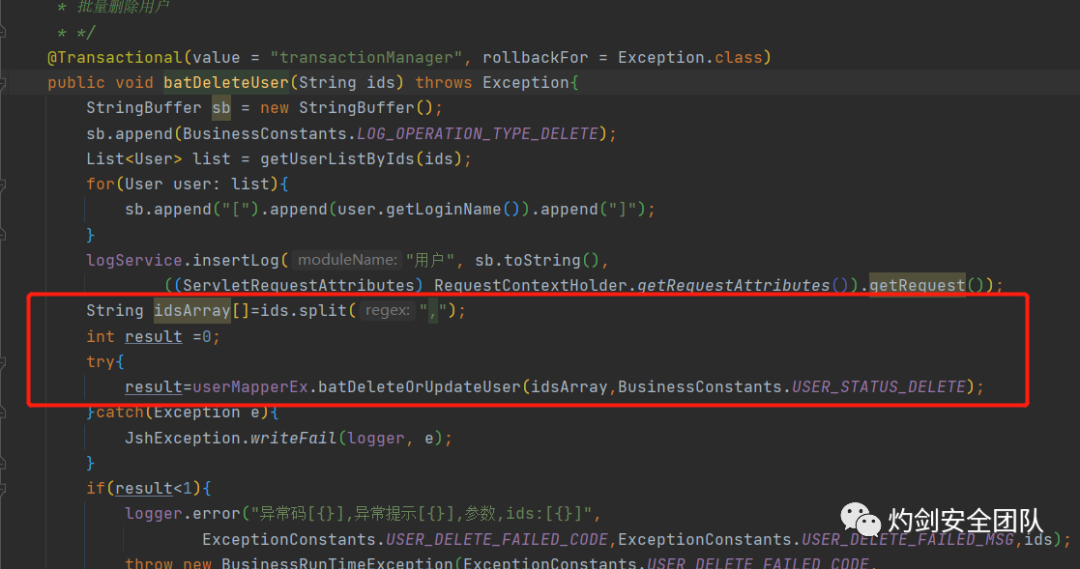 * 批量删除用户
* */
@Transactional(value = "transactionManager", rollbackFor = Exception.class)
public void batDeleteUser(String ids) throws Exception{
StringBuffer sb = new StringBuffer();
sb.append(BusinessConstants.LOG_OPERATION_TYPE_DELETE);
List<User> list = getUserListByIds(ids);
for(User user: list){
sb.append("[").append(user.getLoginName()).append("]");
}
logService.insertLog( moduleName: "用户", sb.toString(),
((ServletRequestAttributes) RequestContextHolder.getRequestAttributes()).getRequest());
String idsArray[]=ids.split( regex: ",");
int result =0;
try{
result=userMapperEx.batDeleteOrUpdateUser(idsArray,BusinessConstants.USER_STATUS_DELETE);
}catch(Exception e){
JshException.writeFail(logger, e);
}
if(result<1){
logger.error("异常码[{}],异常提示[{}],参数,ids:[{}]",
ExceptionConstants.USER_DELETE_FAILED_CODE,ExceptionConstants.USER_DELETE_FAILED_MSG,ids);
throw new BusinessRunTimeException(ExceptionConstants.USER_DELETE_FAILED_CODE,
灼剑安全团队